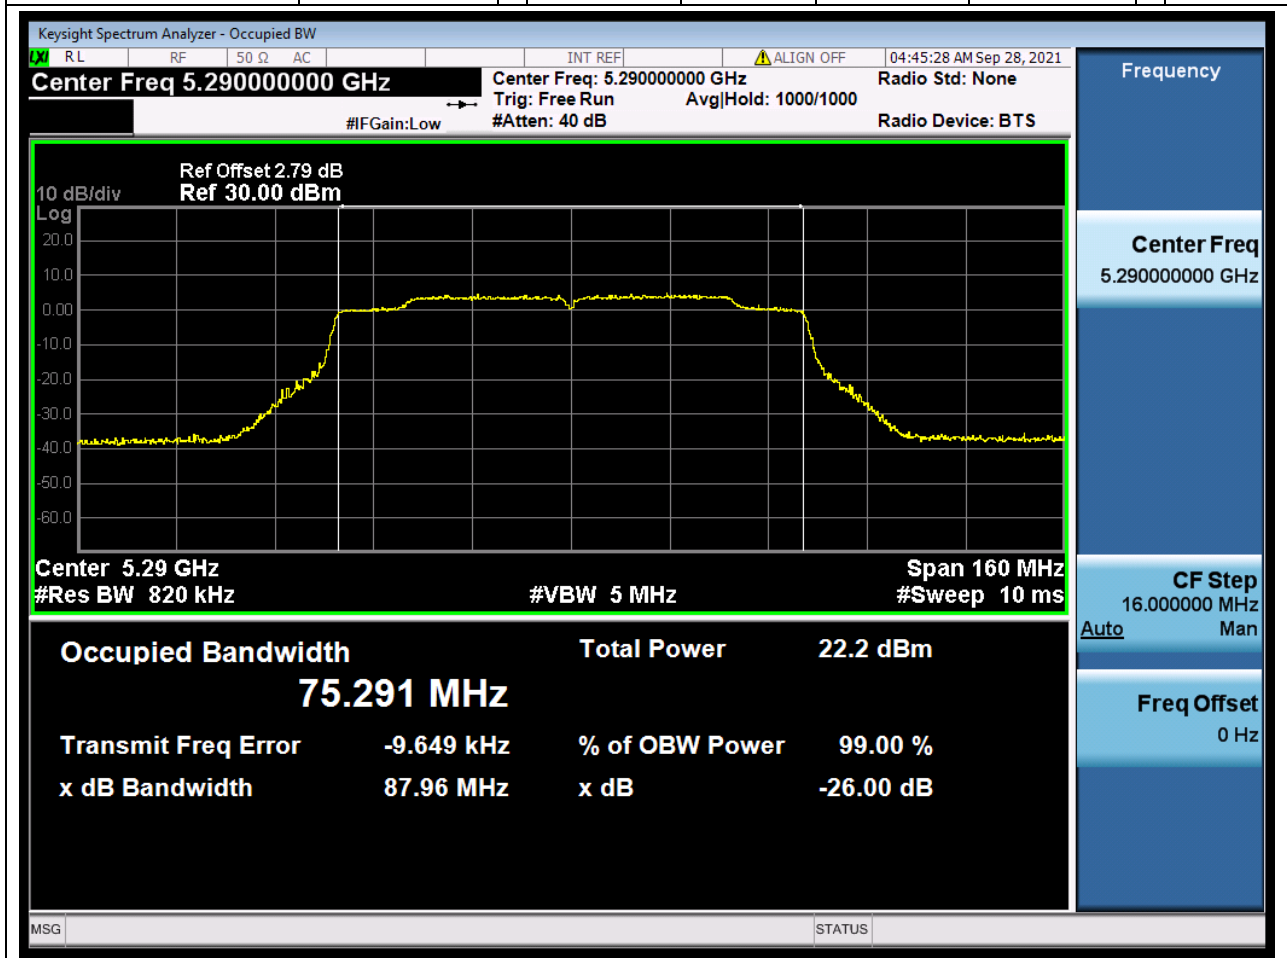 Keysight Spectrum Analyzer - Occupied BW
LXI RL RF 50 Ω AC INT REF ALIGN OFF 04:45:28 AM Sep 28, 2021
Center Freq 5.290000000 GHz
#IFGain:Low
Center Freq: 5.290000000 GHz
Trig: Free Run Avg|Hold: 1000/1000
#Atten: 40 dB
Radio Std: None
Radio Device: BTS
Ref Offset 2.79 dB
10 dB/div Ref 30.00 dBm
Log
20.0
10.0
0.00
-10.0
-20.0
-30.0
-40.0
-50.0
-60.0
Center 5.29 GHz Span 160 MHz
#Res BW 820 kHz #VBW 5 MHz #Sweep 10 ms
Occupied Bandwidth Total Power 22.2 dBm
75.291 MHz
Transmit Freq Error -9.649 kHz % of OBW Power 99.00 %
x dB Bandwidth 87.96 MHz x dB -26.00 dB
Frequency
Center Freq
5.290000000 GHz
CF Step
16.000000 MHz
Auto Man
Freq Offset
0 Hz
MSG STATUS